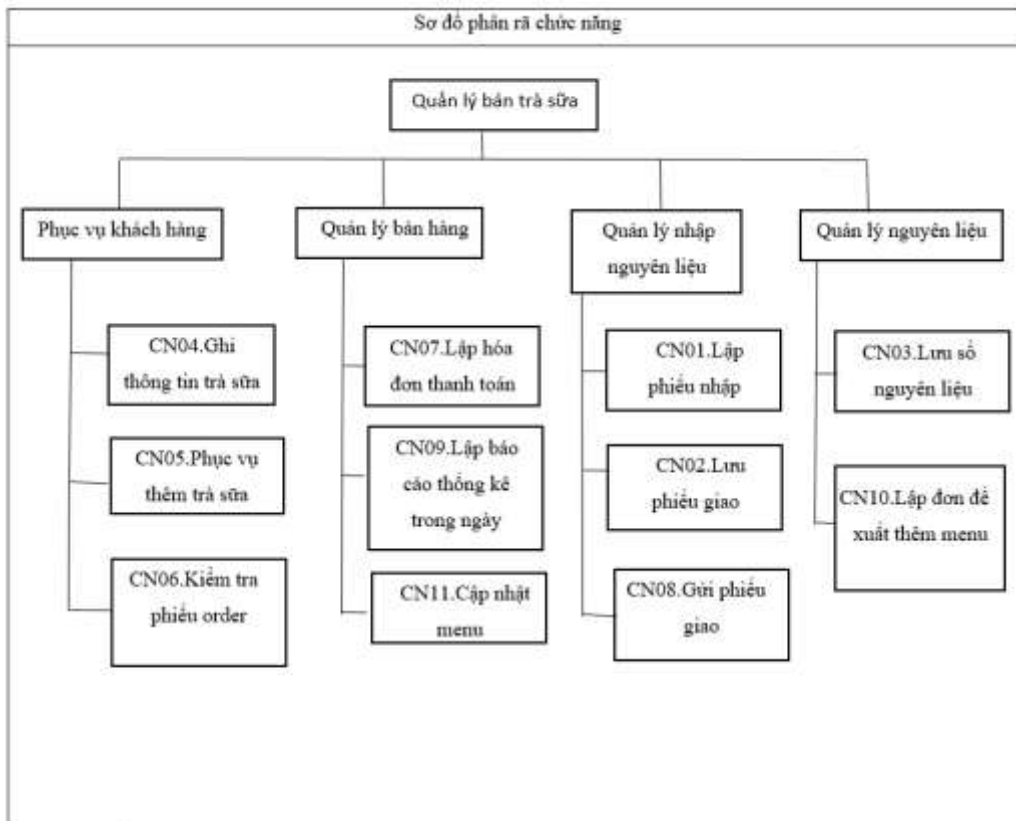 Sơ đồ phân rã chức năng
Quản lý bán trà sữa
Phục vụ khách hàng
Quản lý bán hàng
Quản lý nhập
nguyên liệu
Quản lý nguyên liệu
CN04.Ghi
thông tin trà sữa
CN05.Phục vụ
thêm trà sữa
CN06.Kiểm tra
phiếu order
CN07.Lập hóa
đơn thanh toán
CN09.Lập báo
cáo thống kê
trong ngày
CN11.Cập nhật
menu
CN01.Lập
phiếu nhập
CN02.Lưu
phiếu giao
CN08.Gửi phiếu
giao
CN03.Lưu sổ
nguyên liệu
CN10.Lập đơn đề
xuất thêm menu